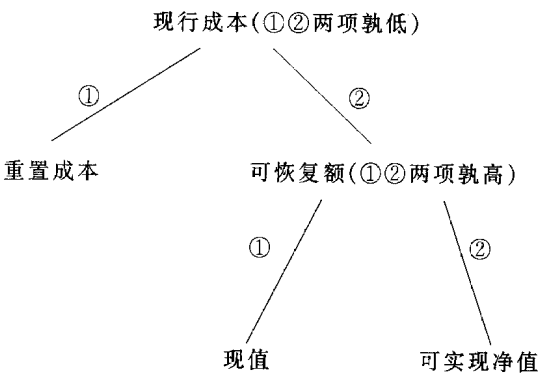 现行成本(①②两项孰低)
①
②
重置成本
可恢复额(①②两项孰高)
①
②
现值
可实现净值